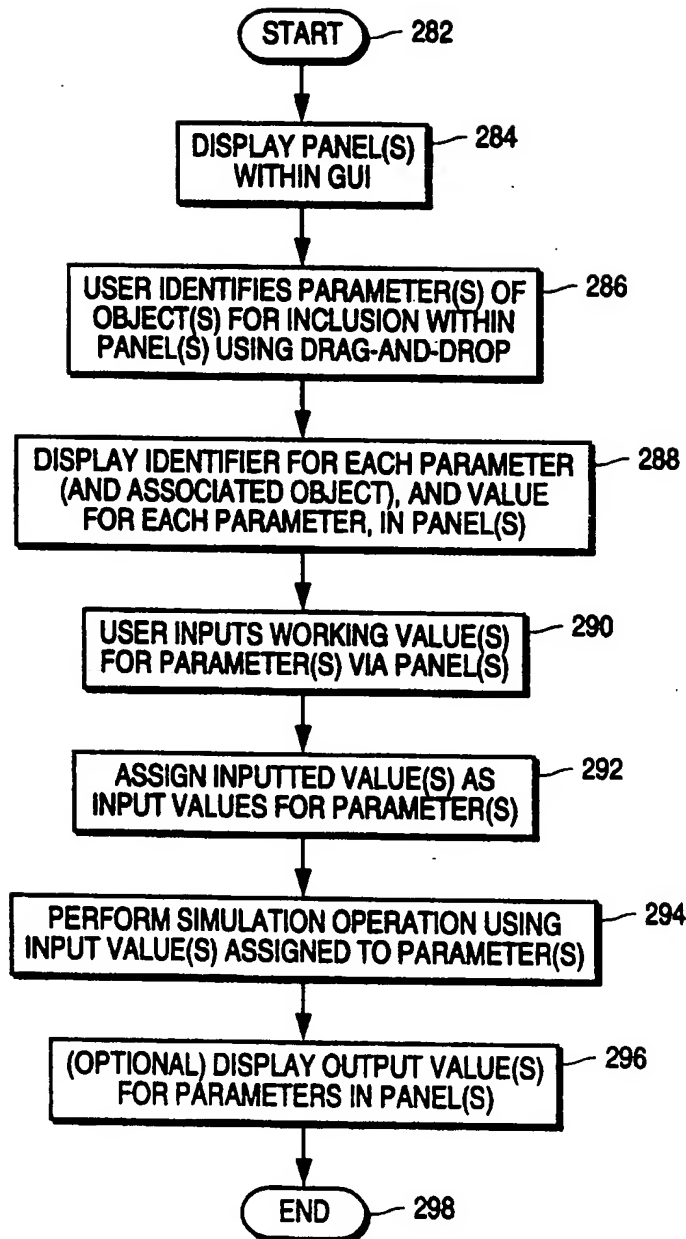 START
282
DISPLAY PANEL(S)
WITHIN GUI
284
USER IDENTIFIES PARAMETER(S) OF
OBJECT(S) FOR INCLUSION WITHIN
PANEL(S) USING DRAG-AND-DROP
286
DISPLAY IDENTIFIER FOR EACH PARAMETER
(AND ASSOCIATED OBJECT), AND VALUE
FOR EACH PARAMETER, IN PANEL(S)
288
USER INPUTS WORKING VALUE(S)
FOR PARAMETER(S) VIA PANEL(S)
290
ASSIGN INPUTTED VALUE(S) AS
INPUT VALUES FOR PARAMETER(S)
292
PERFORM SIMULATION OPERATION USING
INPUT VALUE(S) ASSIGNED TO PARAMETER(S)
294
(OPTIONAL) DISPLAY OUTPUT VALUE(S)
FOR PARAMETERS IN PANEL(S)
296
END
298